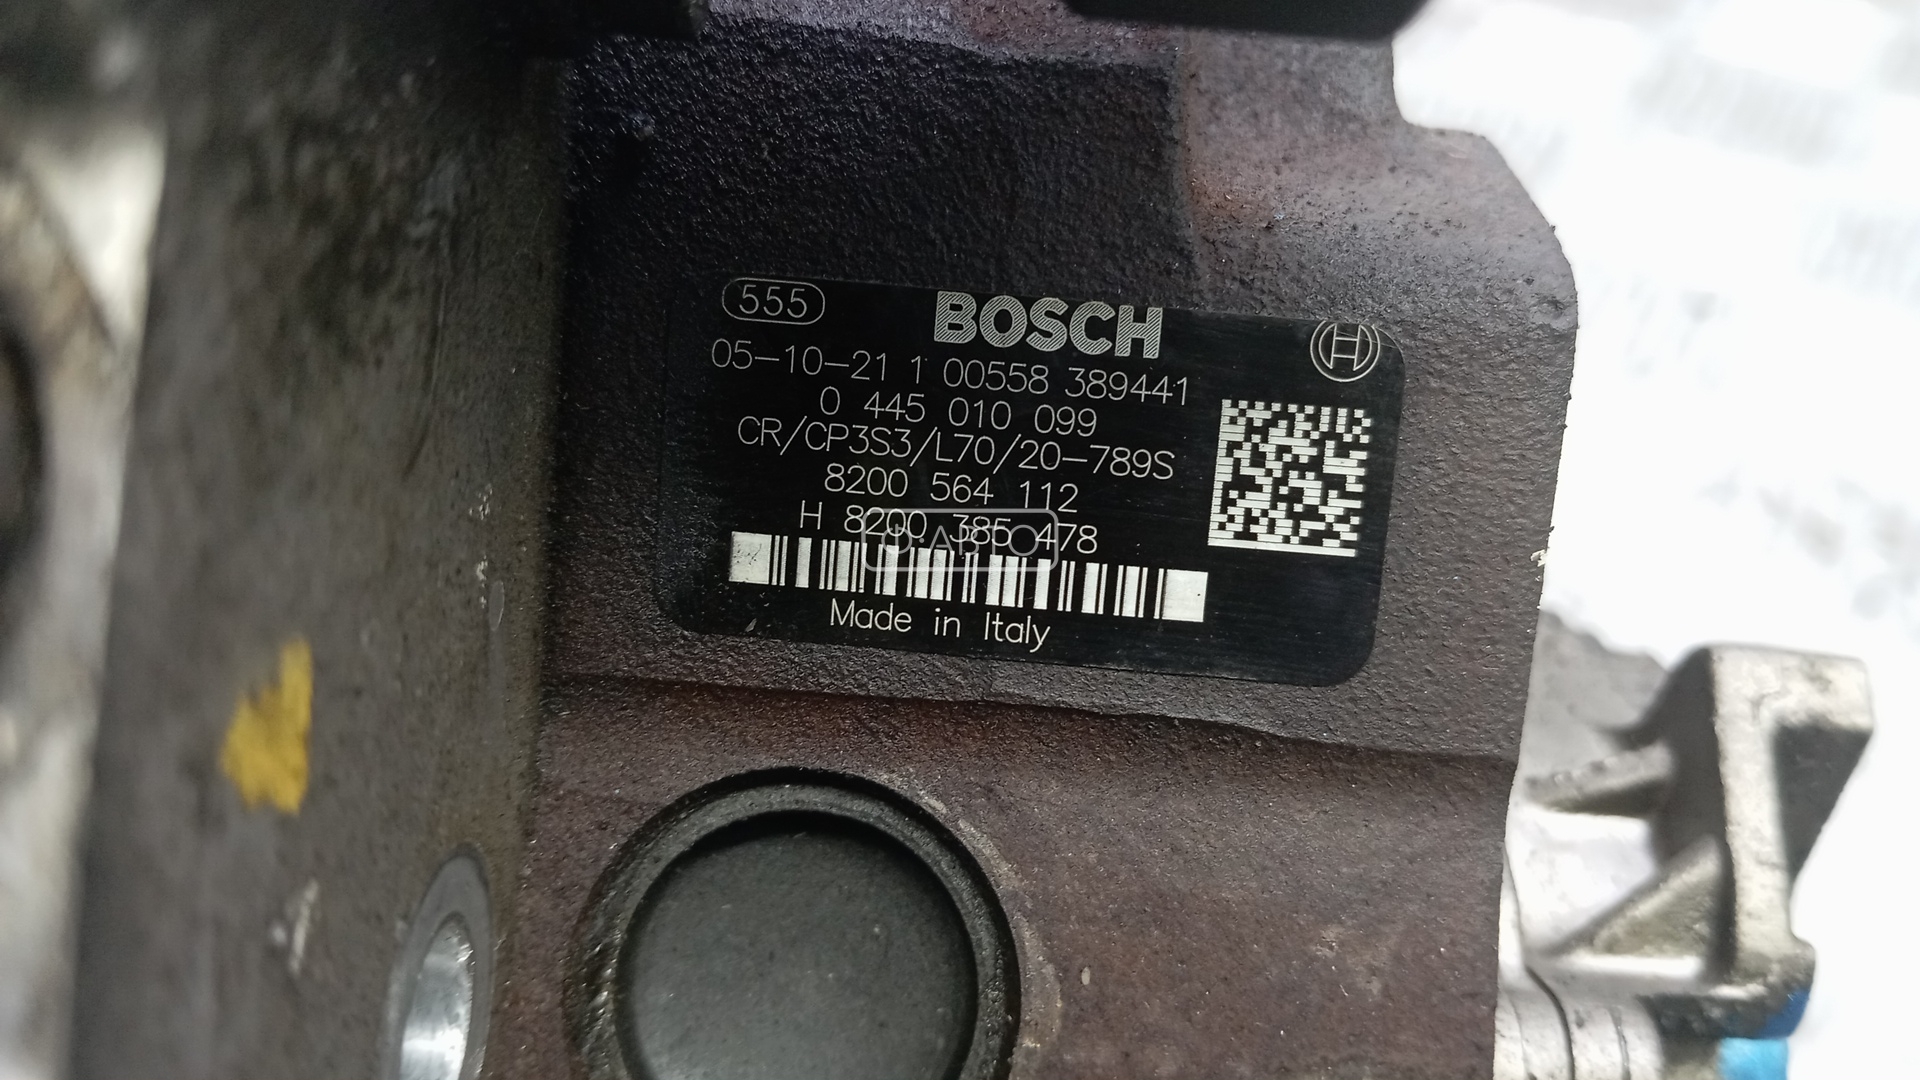 555
BOSCH
05-10-21 1 00558 389441
0 445 010 099
CR/CP3S3/L70/20-789S
8200 564 112
H 8200 385 478
АВТО
Made in Italy